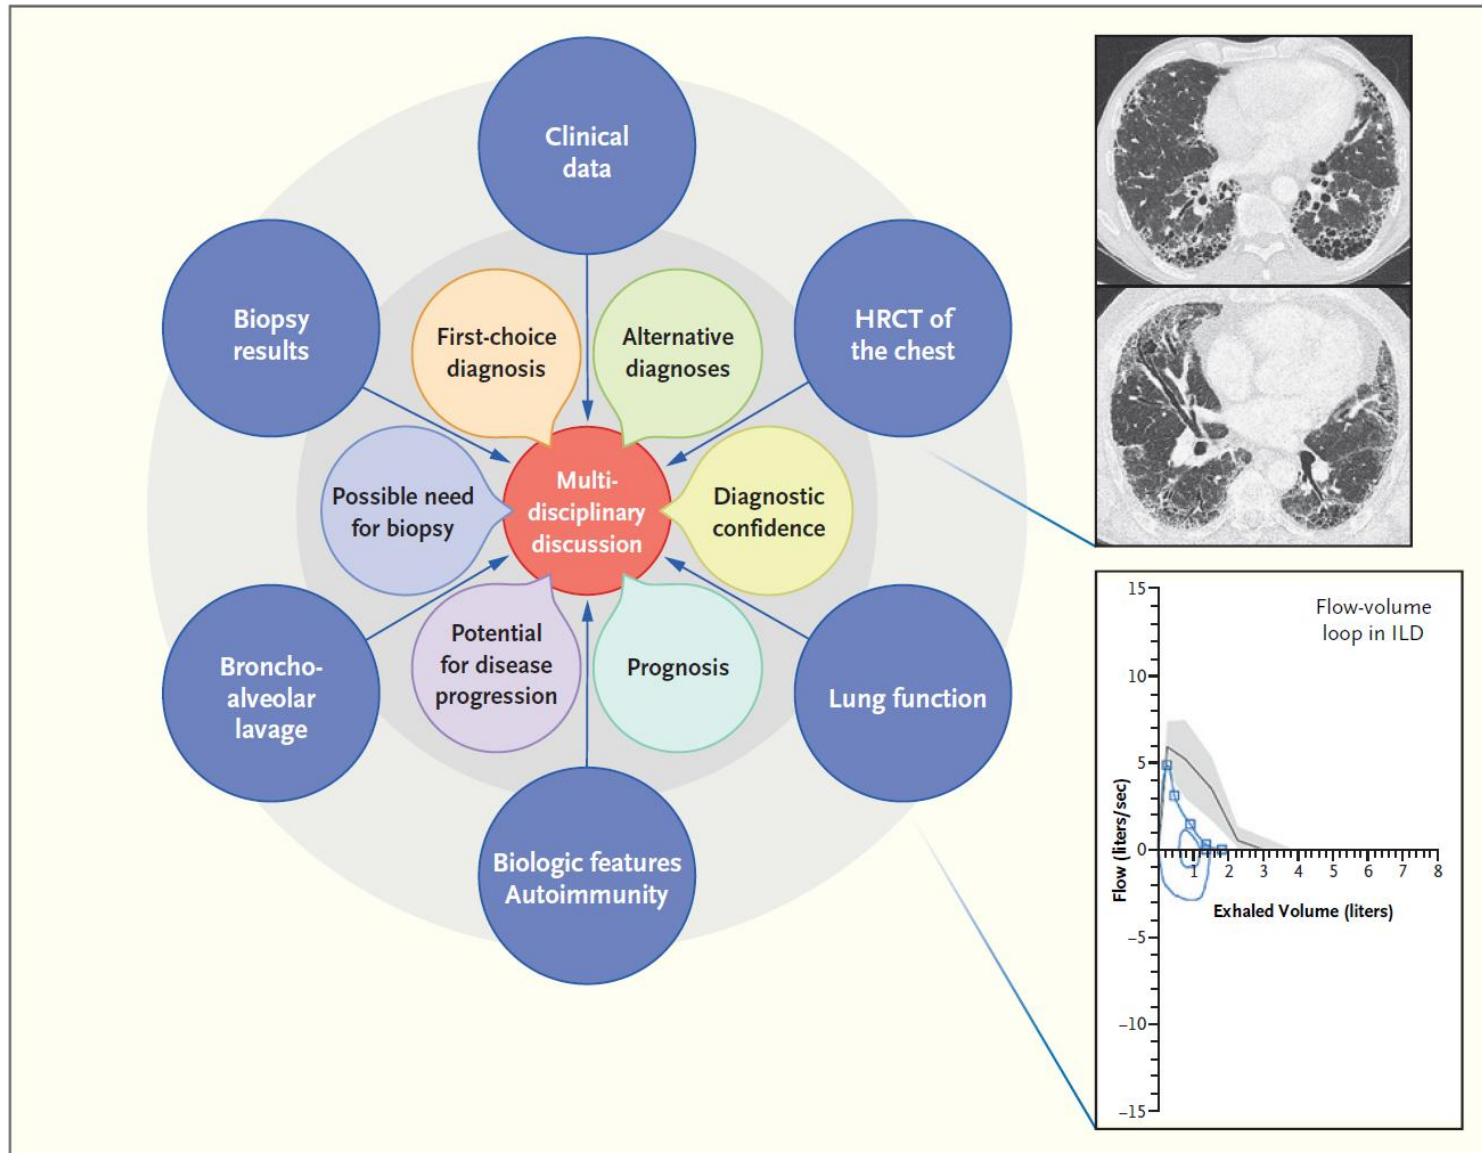 Clinical
data
Biopsy
results
HRCT of
the chest
First-choice
diagnosis
Alternative
diagnoses
Possible need
for biopsy
Multi-
disciplinary
discussion
Diagnostic
confidence
Potential
for disease
progression
Prognosis
Broncho-
alveolar
lavage
Lung function
Biologic features
Autoimmunity
Flow-volume
loop in ILD
15
10
5
0
–5
–10
–15
1 2 3 4 5 6 7 8
Flow (liters/sec)
Exhaled Volume (liters)